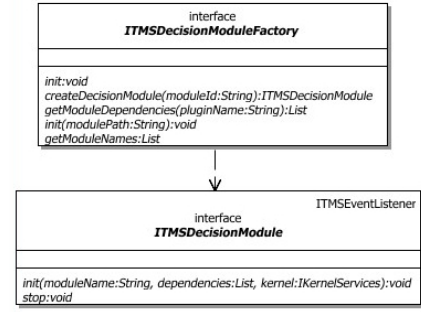 interface
ITMSDecisionModuleFactory
init:void
createDecisionModule(moduleId:String):ITMSDecisionModule
getModuleDependencies(pluginName:String):List
init(modulePath:String):void
getModuleNames:List
ITMSEventListener
interface
ITMSDecisionModule
init(moduleName:String, dependencies:List, kernel:IKernelServices):void
stop:void